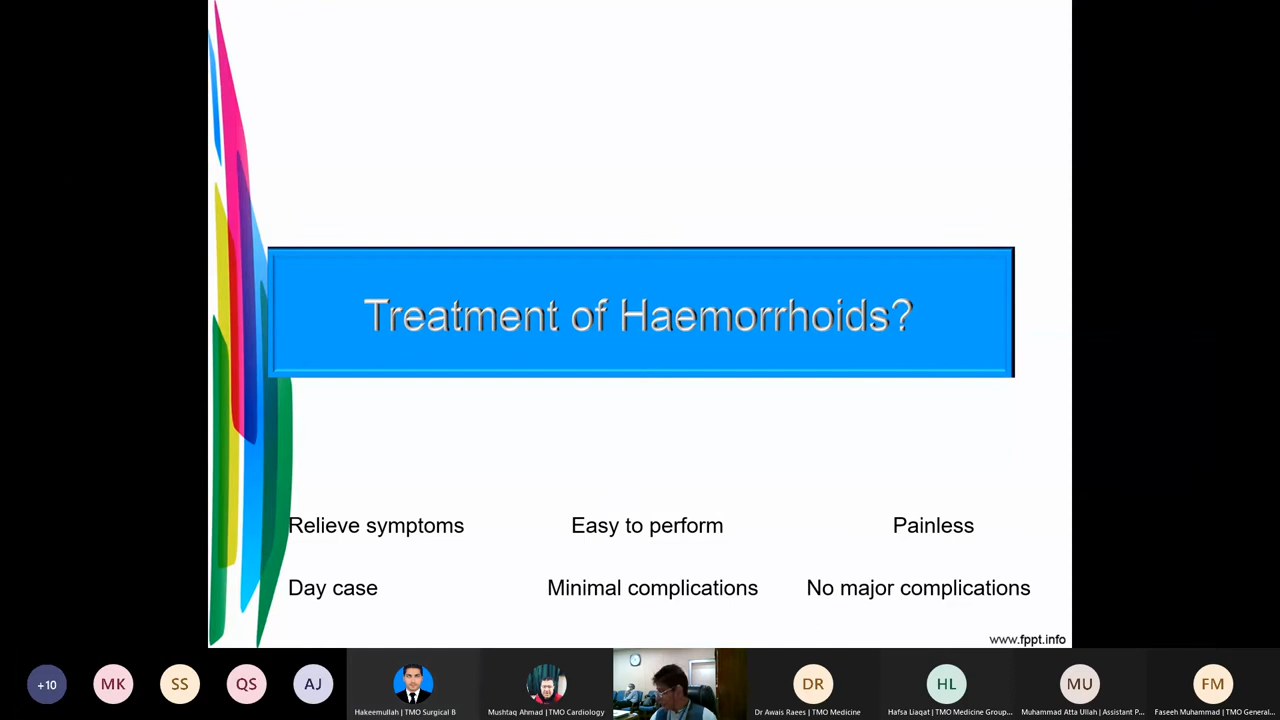 Treatment of Haemorrhoids?
Relieve symptoms Easy to perform Painless
Day case Minimal complications No major complications
www.fppt.info
+10 MK SS QS AJ DR HL MU FM
Hakeemullah | TMO Surgical B Mushtaq Ahmad | TMO Cardiology Dr Awais Raees | TMO Medicine Hafsa Liaqat | TMO Medicine Group... Muhammad Atta Ullah | Assistant P... Faseeh Muhammad | TMO General...